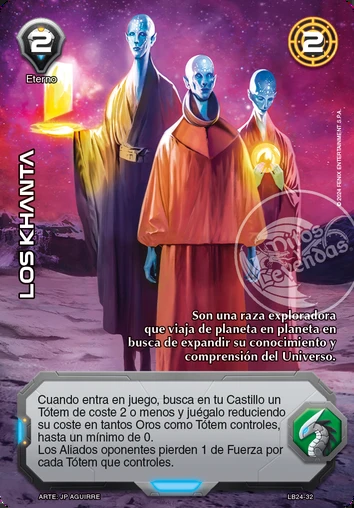 2
2
Eterno
LOS KHANTA
© 2024 FENIX ENTERTAINMENT S.P.A.
Mitos y
Leyendas
Son una raza exploradora
que viaja de planeta en planeta en
busca de expandir su conocimiento y
comprensión del Universo.
Cuando entra en juego, busca en tu Castillo un
Tótem de coste 2 o menos y juégalo reduciendo
su coste en tantos Oros como Tótem controles,
hasta un mínimo de 0.
Los Aliados oponentes pierden 1 de Fuerza por
cada Tótem que controles.
ARTE: JP AGUIRRE
LB24-32